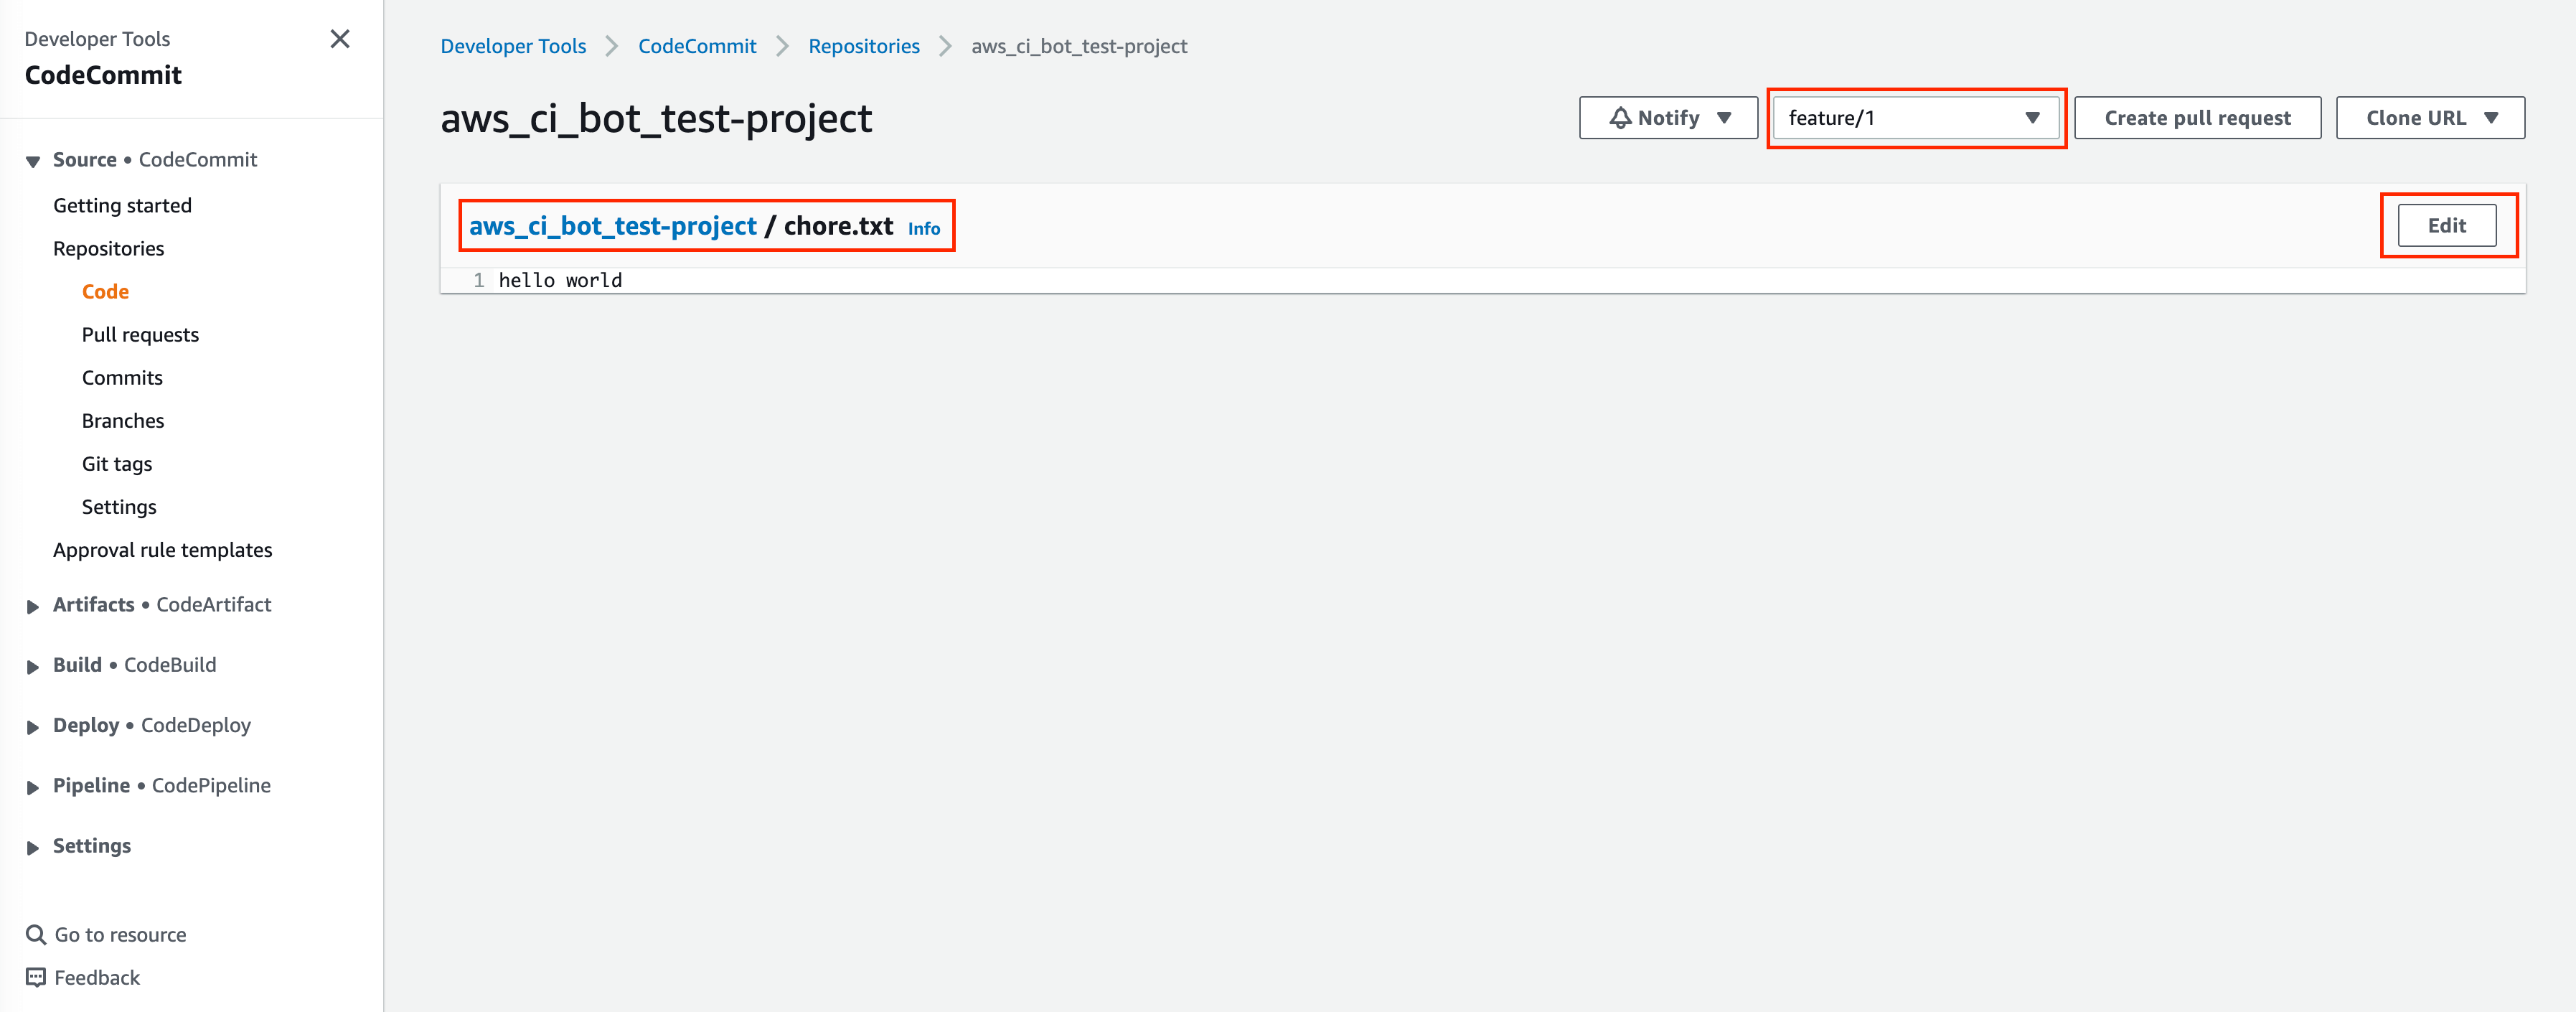 Developer Tools
CodeCommit
Source • CodeCommit
Getting started
Repositories
Code
Pull requests
Commits
Branches
Git tags
Settings
Approval rule templates
Artifacts • CodeArtifact
Build • CodeBuild
Deploy • CodeDeploy
Pipeline • CodePipeline
Settings
Go to resource
Feedback
Developer Tools CodeCommit Repositories aws_ci_bot_test-project
aws_ci_bot_test-project
Notify feature/1 Create pull request Clone URL
aws_ci_bot_test-project / chore.txt Info Edit
1 hello world